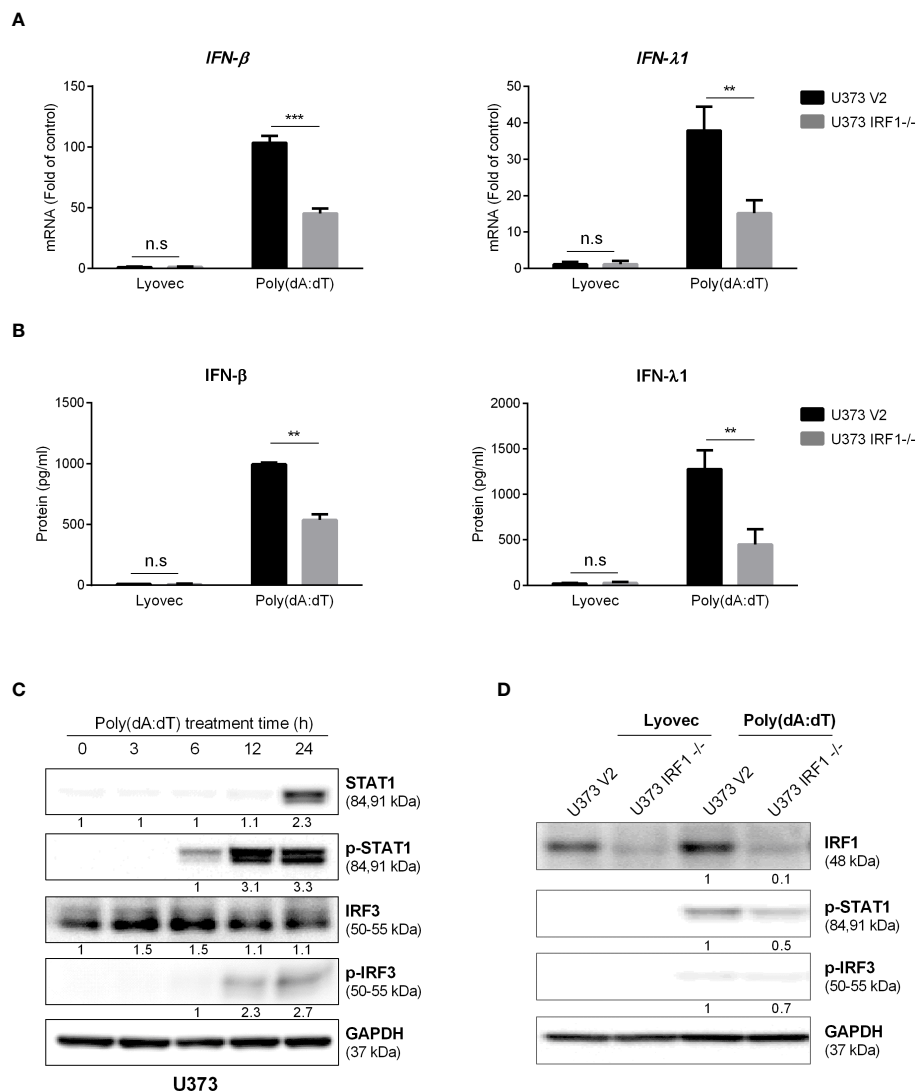 A
IFN-β
mRNA (Fold of control)
150
100
50
0
n.s
***
Lyovec
Poly(dA:dT)
IFN-λ1
mRNA (Fold of control)
50
40
30
20
10
0
n.s
**
Lyovec
Poly(dA:dT)
U373 V2
U373 IRF1-/-
B
IFN-β
Protein (pg/ml)
1500
1000
500
0
n.s
**
Lyovec
Poly(dA:dT)
IFN-λ1
Protein (pg/ml)
2000
1500
1000
500
0
n.s
**
Lyovec
Poly(dA:dT)
U373 V2
U373 IRF1-/-
C
Poly(dA:dT) treatment time (h)
0 3 6 12 24
STAT1
(84,91 kDa)
1 1 1 1.1 2.3
p-STAT1
(84,91 kDa)
1 3.1 3.3
IRF3
(50-55 kDa)
1 1.5 1.5 1.1 1.1
p-IRF3
(50-55 kDa)
1 2.3 2.7
GAPDH
(37 kDa)
U373
D
Lyovec Poly(dA:dT)
U373 V2 U373 IRF1 -/- U373 V2 U373 IRF1 -/-
IRF1
(48 kDa)
1 0.1
p-STAT1
(84,91 kDa)
1 0.5
p-IRF3
(50-55 kDa)
1 0.7
GAPDH
(37 kDa)